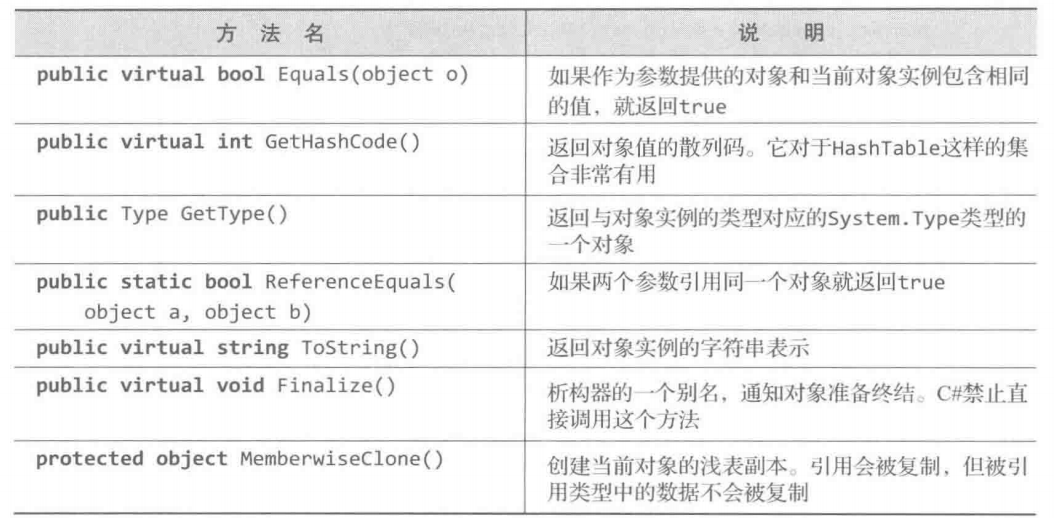 方 法 名
说 明
public virtual bool Equals(object o)
如果作为参数提供的对象和当前对象实例包含相同
的值，就返回true
public virtual int GetHashCode()
返回对象值的散列码。它对于HashTable这样的集
合非常有用
public Type GetType()
返回与对象实例的类型对应的System.Type类型的
一个对象
public static bool ReferenceEquals(
object a, object b)
如果两个参数引用同一个对象就返回true
public virtual string ToString()
返回对象实例的字符串表示
public virtual void Finalize()
析构器的一个别名，通知对象准备终结。C#禁止直
接调用这个方法
protected object MemberwiseClone()
创建当前对象的浅表副本。引用会被复制，但被引
用类型中的数据不会被复制